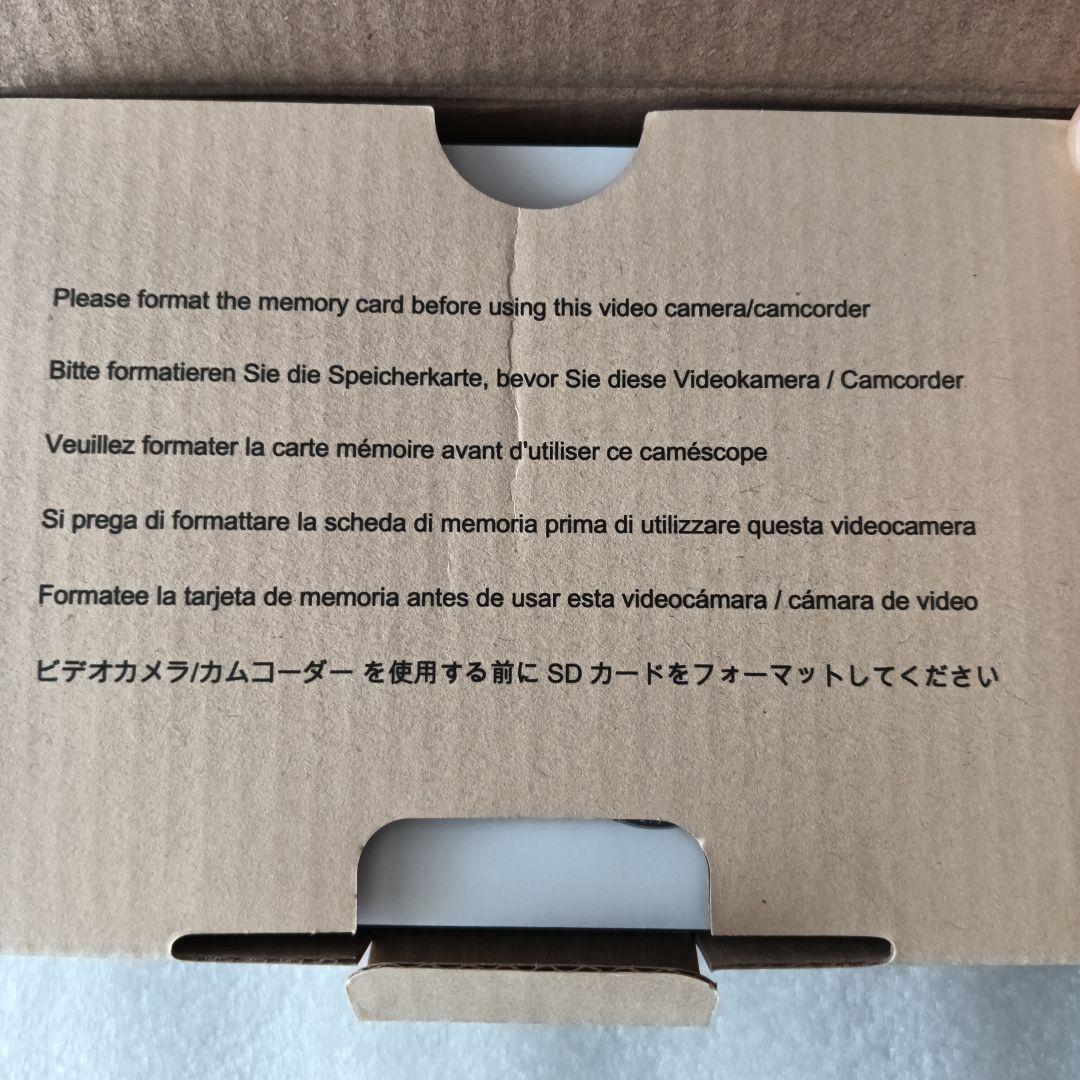 Please format the memory card before using this video camera/camcorder
Bitte formatieren Sie die Speicherkarte, bevor Sie diese Videokamera / Camcorder
Veuillez formater la carte mémoire avant d'utiliser ce caméscope
Si prega di formattare la scheda di memoria prima di utilizzare questa videocamera
Formatee la tarjeta de memoria antes de usar esta videocámara / cámara de video
ビデオカメラ/カムコーダー を使用する前に SD カードをフォーマットしてください